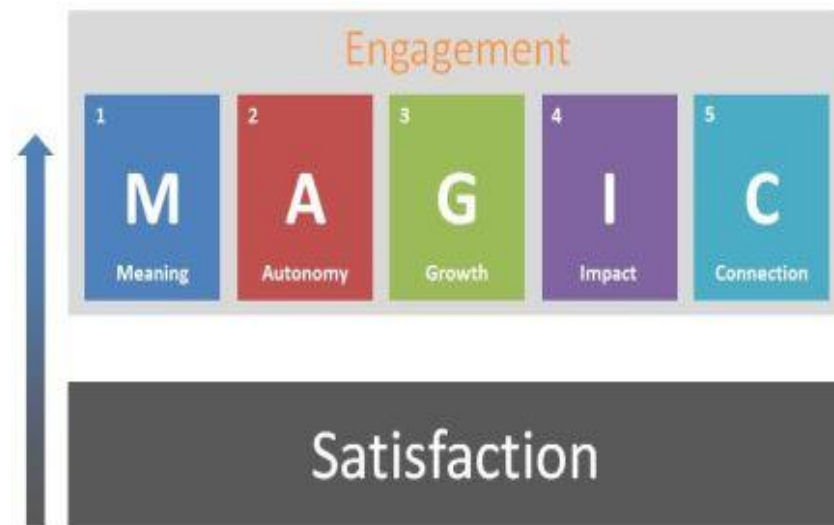 Engagement
1 2 3 4 5
M A G I C
Meaning Autonomy Growth Impact Connection
Satisfaction